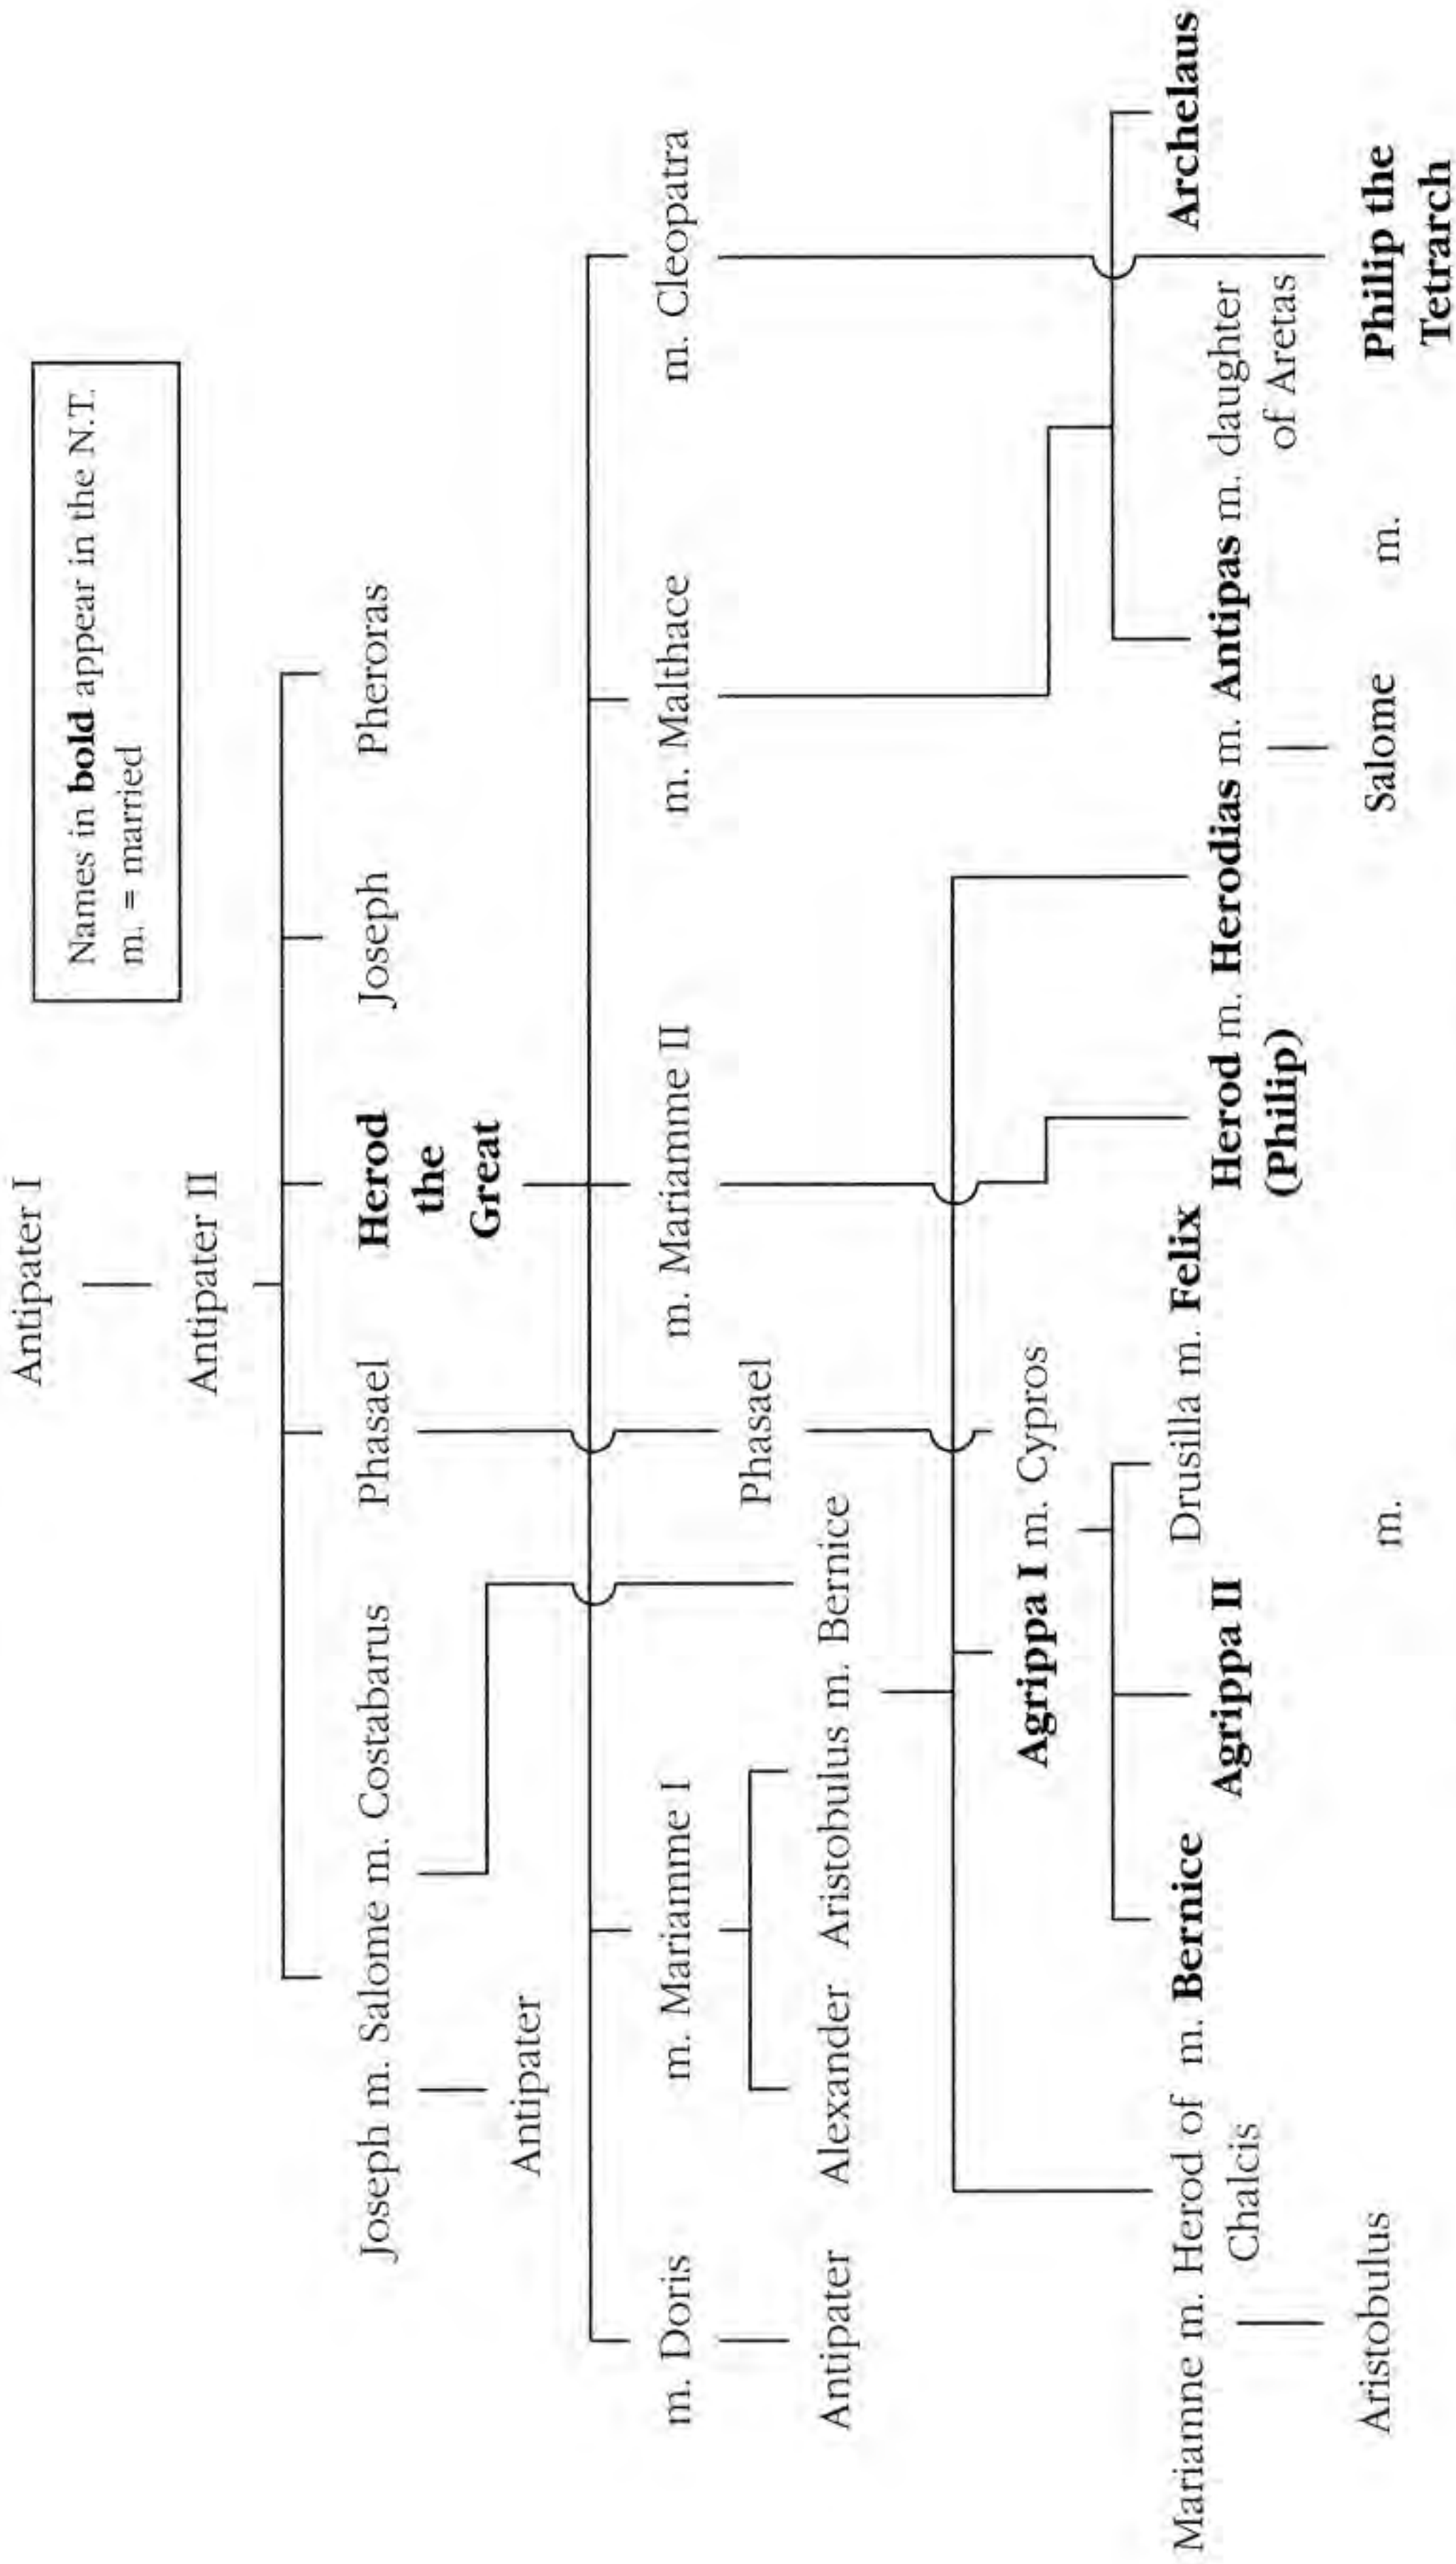 Names in bold appear in the N.T.
m. = married
Antipater I
Antipater II
Joseph m. Salome m. Costabarus
Phasael
Herod
the
Great
Joseph
Pheroras
Antipater
m. Doris
m. Mariamme I
m. Mariamme II
m. Malthace
m. Cleopatra
Phasael
Antipater
Alexander
Aristobulus m. Bernice
Agrippa I m. Cypros
Mariamne m. Herod of
Chalcis
m. Bernice
Agrippa II
Drusilla m. Felix
Herod m. Herodias m. Antipas m. daughter
(Philip)
of Aretas
Archelaus
Aristobulus
m.
Salome
m.
Philip the
Tetrarch